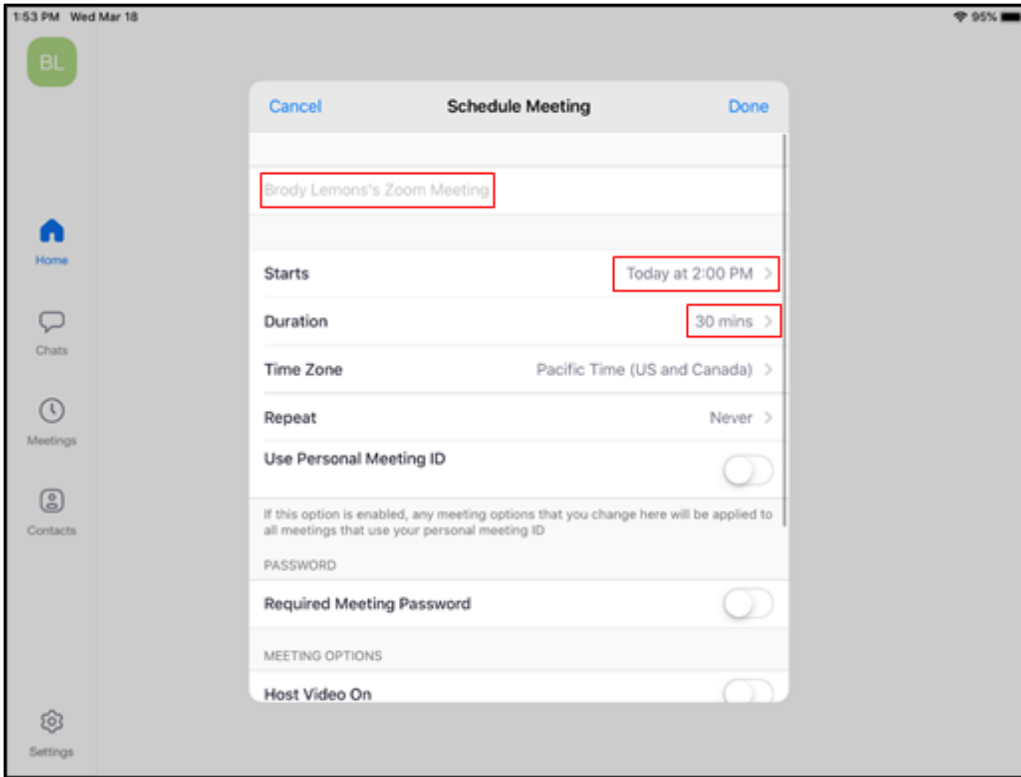 1:53 PM Wed Mar 18
95%
BL
Cancel
Schedule Meeting
Done
Brody Lemons's Zoom Meeting
Starts
Today at 2:00 PM
Duration
30 mins
Time Zone
Pacific Time (US and Canada)
Repeat
Never
Use Personal Meeting ID
If this option is enabled, any meeting options that you change here will be applied to
all meetings that use your personal meeting ID
PASSWORD
Required Meeting Password
MEETING OPTIONS
Host Video On
Home
Chats
Meetings
Contacts
Settings